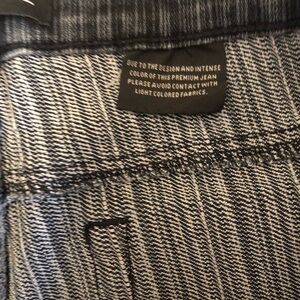 DUE TO THE DESIGN AND INTENSE
COLOR OF THIS PREMIUM JEAN
PLEASE AVOID CONTACT WITH
LIGHT COLORED FABRICS.